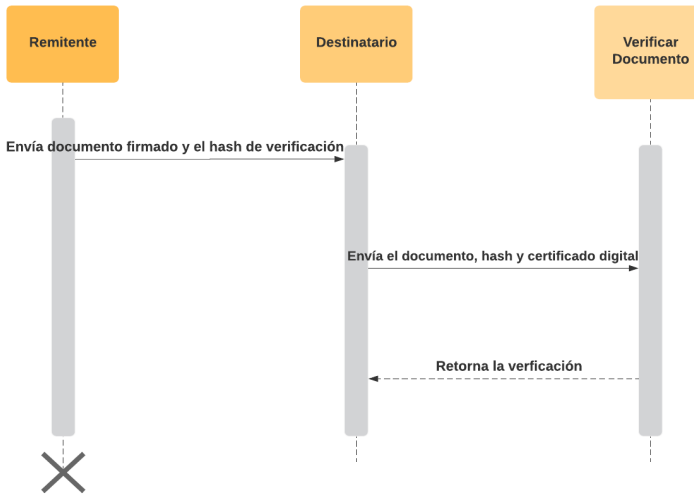 Remitente
Destinatario
Verificar
Documento
Envía documento firmado y el hash de verificación
Envía el documento, hash y certificado digital
Retorna la verficación